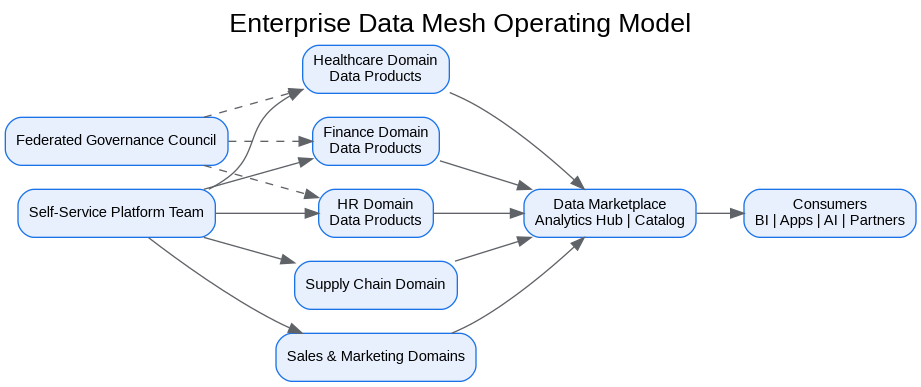 Enterprise Data Mesh Operating Model
Healthcare Domain
Data Products
Federated Governance Council
Finance Domain
Data Products
Self-Service Platform Team
HR Domain
Data Products
Data Marketplace
Analytics Hub | Catalog
Consumers
BI | Apps | AI | Partners
Supply Chain Domain
Sales & Marketing Domains